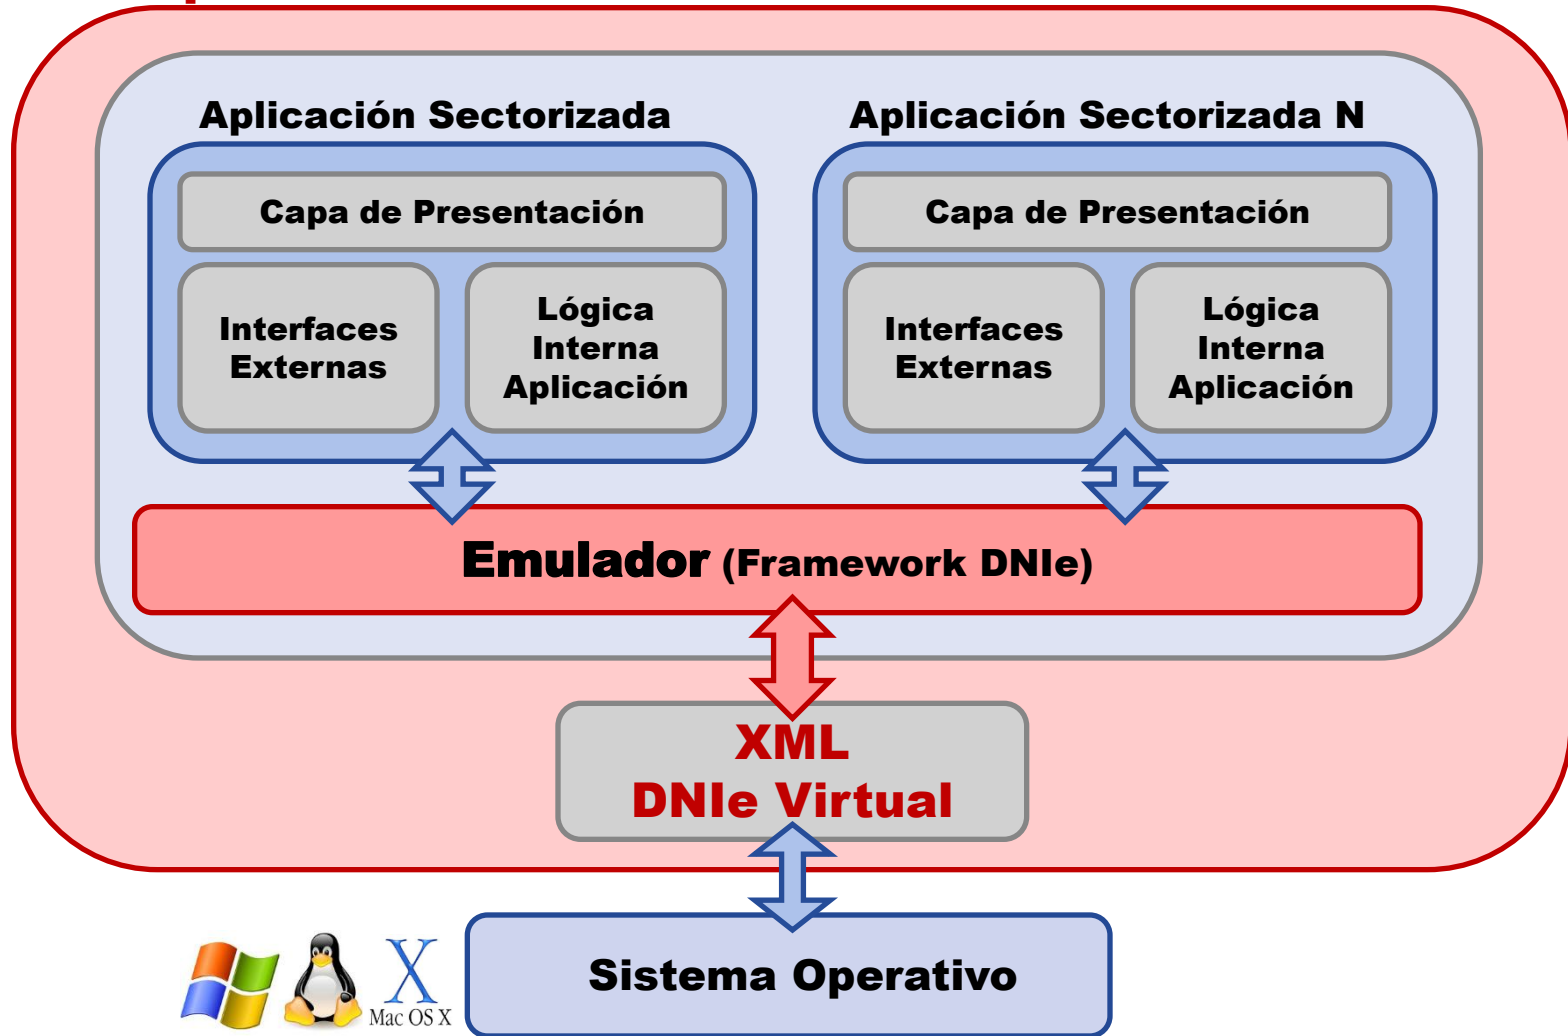 Aplicación Sectorizada
Aplicación Sectorizada N
Capa de Presentación
Capa de Presentación
Interfaces
Externas
Lógica
Interna
Aplicación
Interfaces
Externas
Lógica
Interna
Aplicación
Emulador (Framework DNIe)
XML
DNIe Virtual
Sistema Operativo
X
Mac OS X